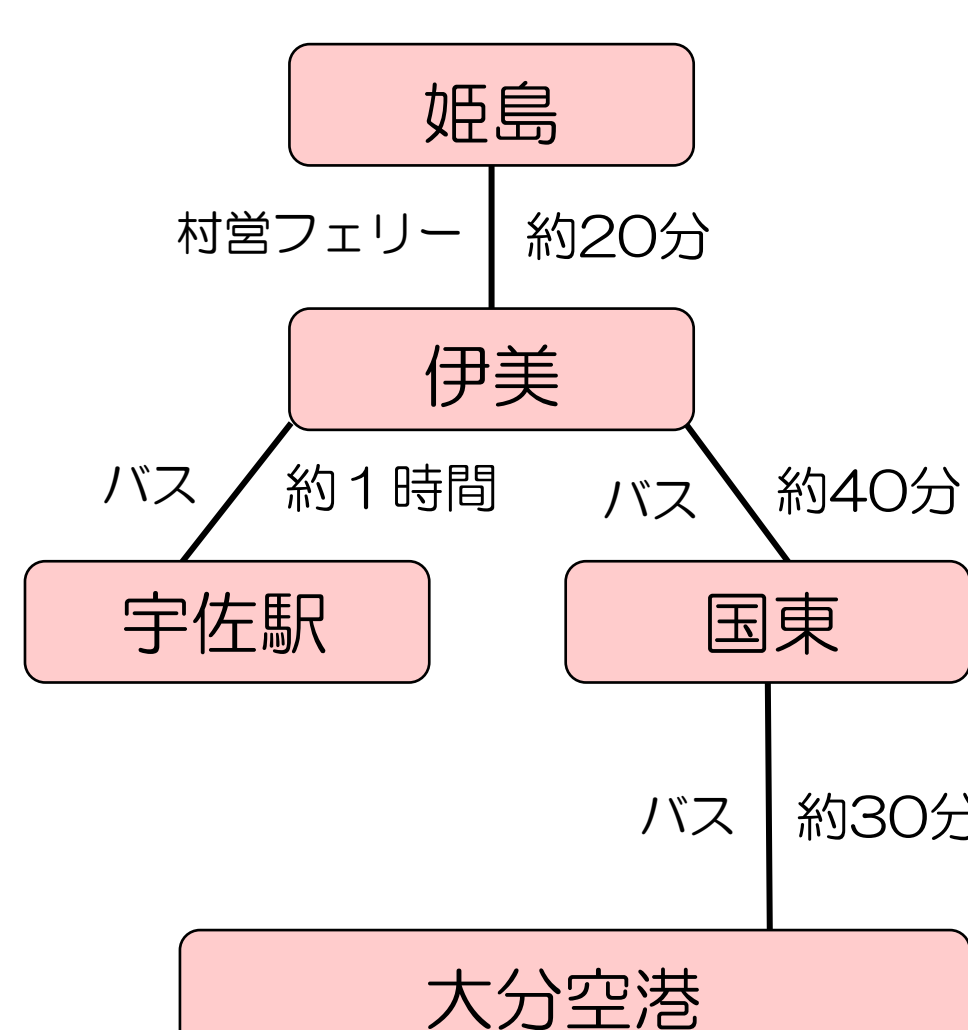 姫島
村営フェリー
約20分
伊美
バス
約１時間
バス
約40分
宇佐駅
国東
バス
約30分
大分空港